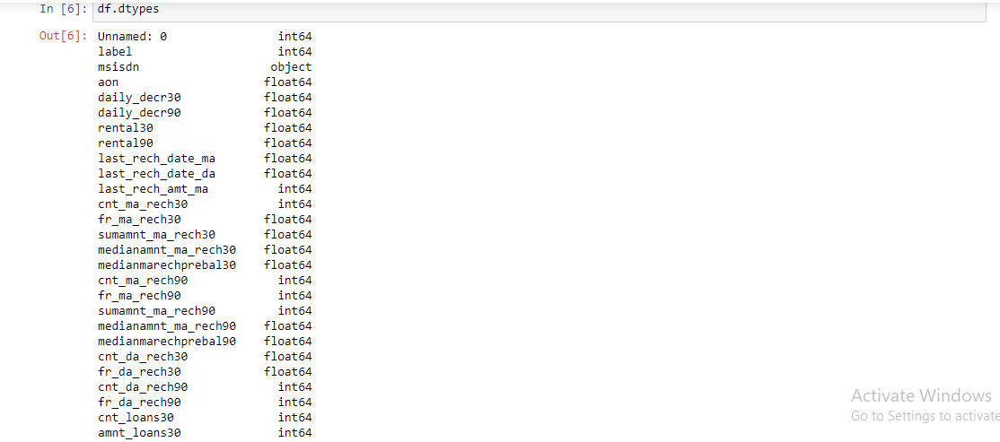 In [6]: df.dtypes
Out[6]: Unnamed: 0 int64
label int64
msisdn object
aon float64
daily_decr30 float64
daily_decr90 float64
rental30 float64
rental90 float64
last_rech_date_ma float64
last_rech_date_da float64
last_rech_amt_ma int64
cnt_ma_rech30 int64
fr_ma_rech30 float64
sumamnt_ma_rech30 float64
medianamnt_ma_rech30 float64
medianmarechprebal30 float64
cnt_ma_rech90 int64
fr_ma_rech90 int64
sumamnt_ma_rech90 int64
medianamnt_ma_rech90 float64
medianmarechprebal90 float64
cnt_da_rech30 float64
fr_da_rech30 float64
cnt_da_rech90 int64
fr_da_rech90 int64
cnt_loans30 int64
amnt_loans30 int64
Activate Windows
Go to Settings to activate